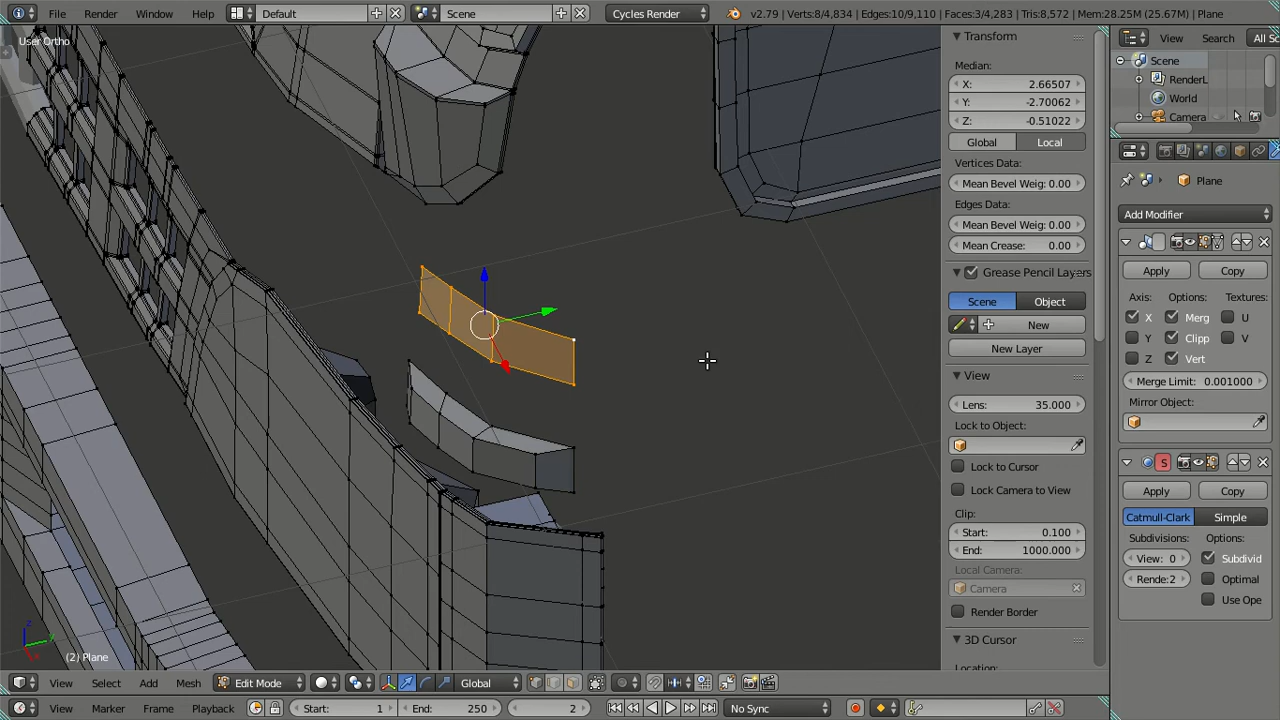 File Render Window Help Default Scene Cycles Render v2.79 | Verts:8/4,834 | Edges:10/9,110 | Faces:3/4,283 | Tris:8,572 | Mem:28.25M (25.67M) | Plane
User Ortho
Transform
Median:
X: 2.66507
Y: -2.70062
Z: -0.51022
Global Local
Vertices Data:
Mean Bevel Weig: 0.00
Edges Data:
Mean Bevel Weig: 0.00
Mean Crease: 0.00
Grease Pencil Layers
Scene Object
New
New Layer
View
Lens: 35.000
Lock to Object:
Lock to Cursor
Lock Camera to View
Clip:
Start: 0.100
End: 1000.000
Local Camera:
Camera
Render Border
3D Cursor
Location:
View Search All Sc
Scene
RenderL
World
Camera
Plane
Add Modifier
Apply Copy
Axis: Options: Textures:
X Merg U
Y Clipp V
Z Vert
Merge Limit: 0.001000
Mirror Object:
S
Apply Copy
Catmull-Clark Simple
Subdivisions: Options:
View: 0 Subdivid
Rende:2 Optimal
Use Ope
z
y
x
(2) Plane
View Select Add Mesh Edit Mode Global
View Marker Frame Playback Start: 1 End: 250 2 No Sync